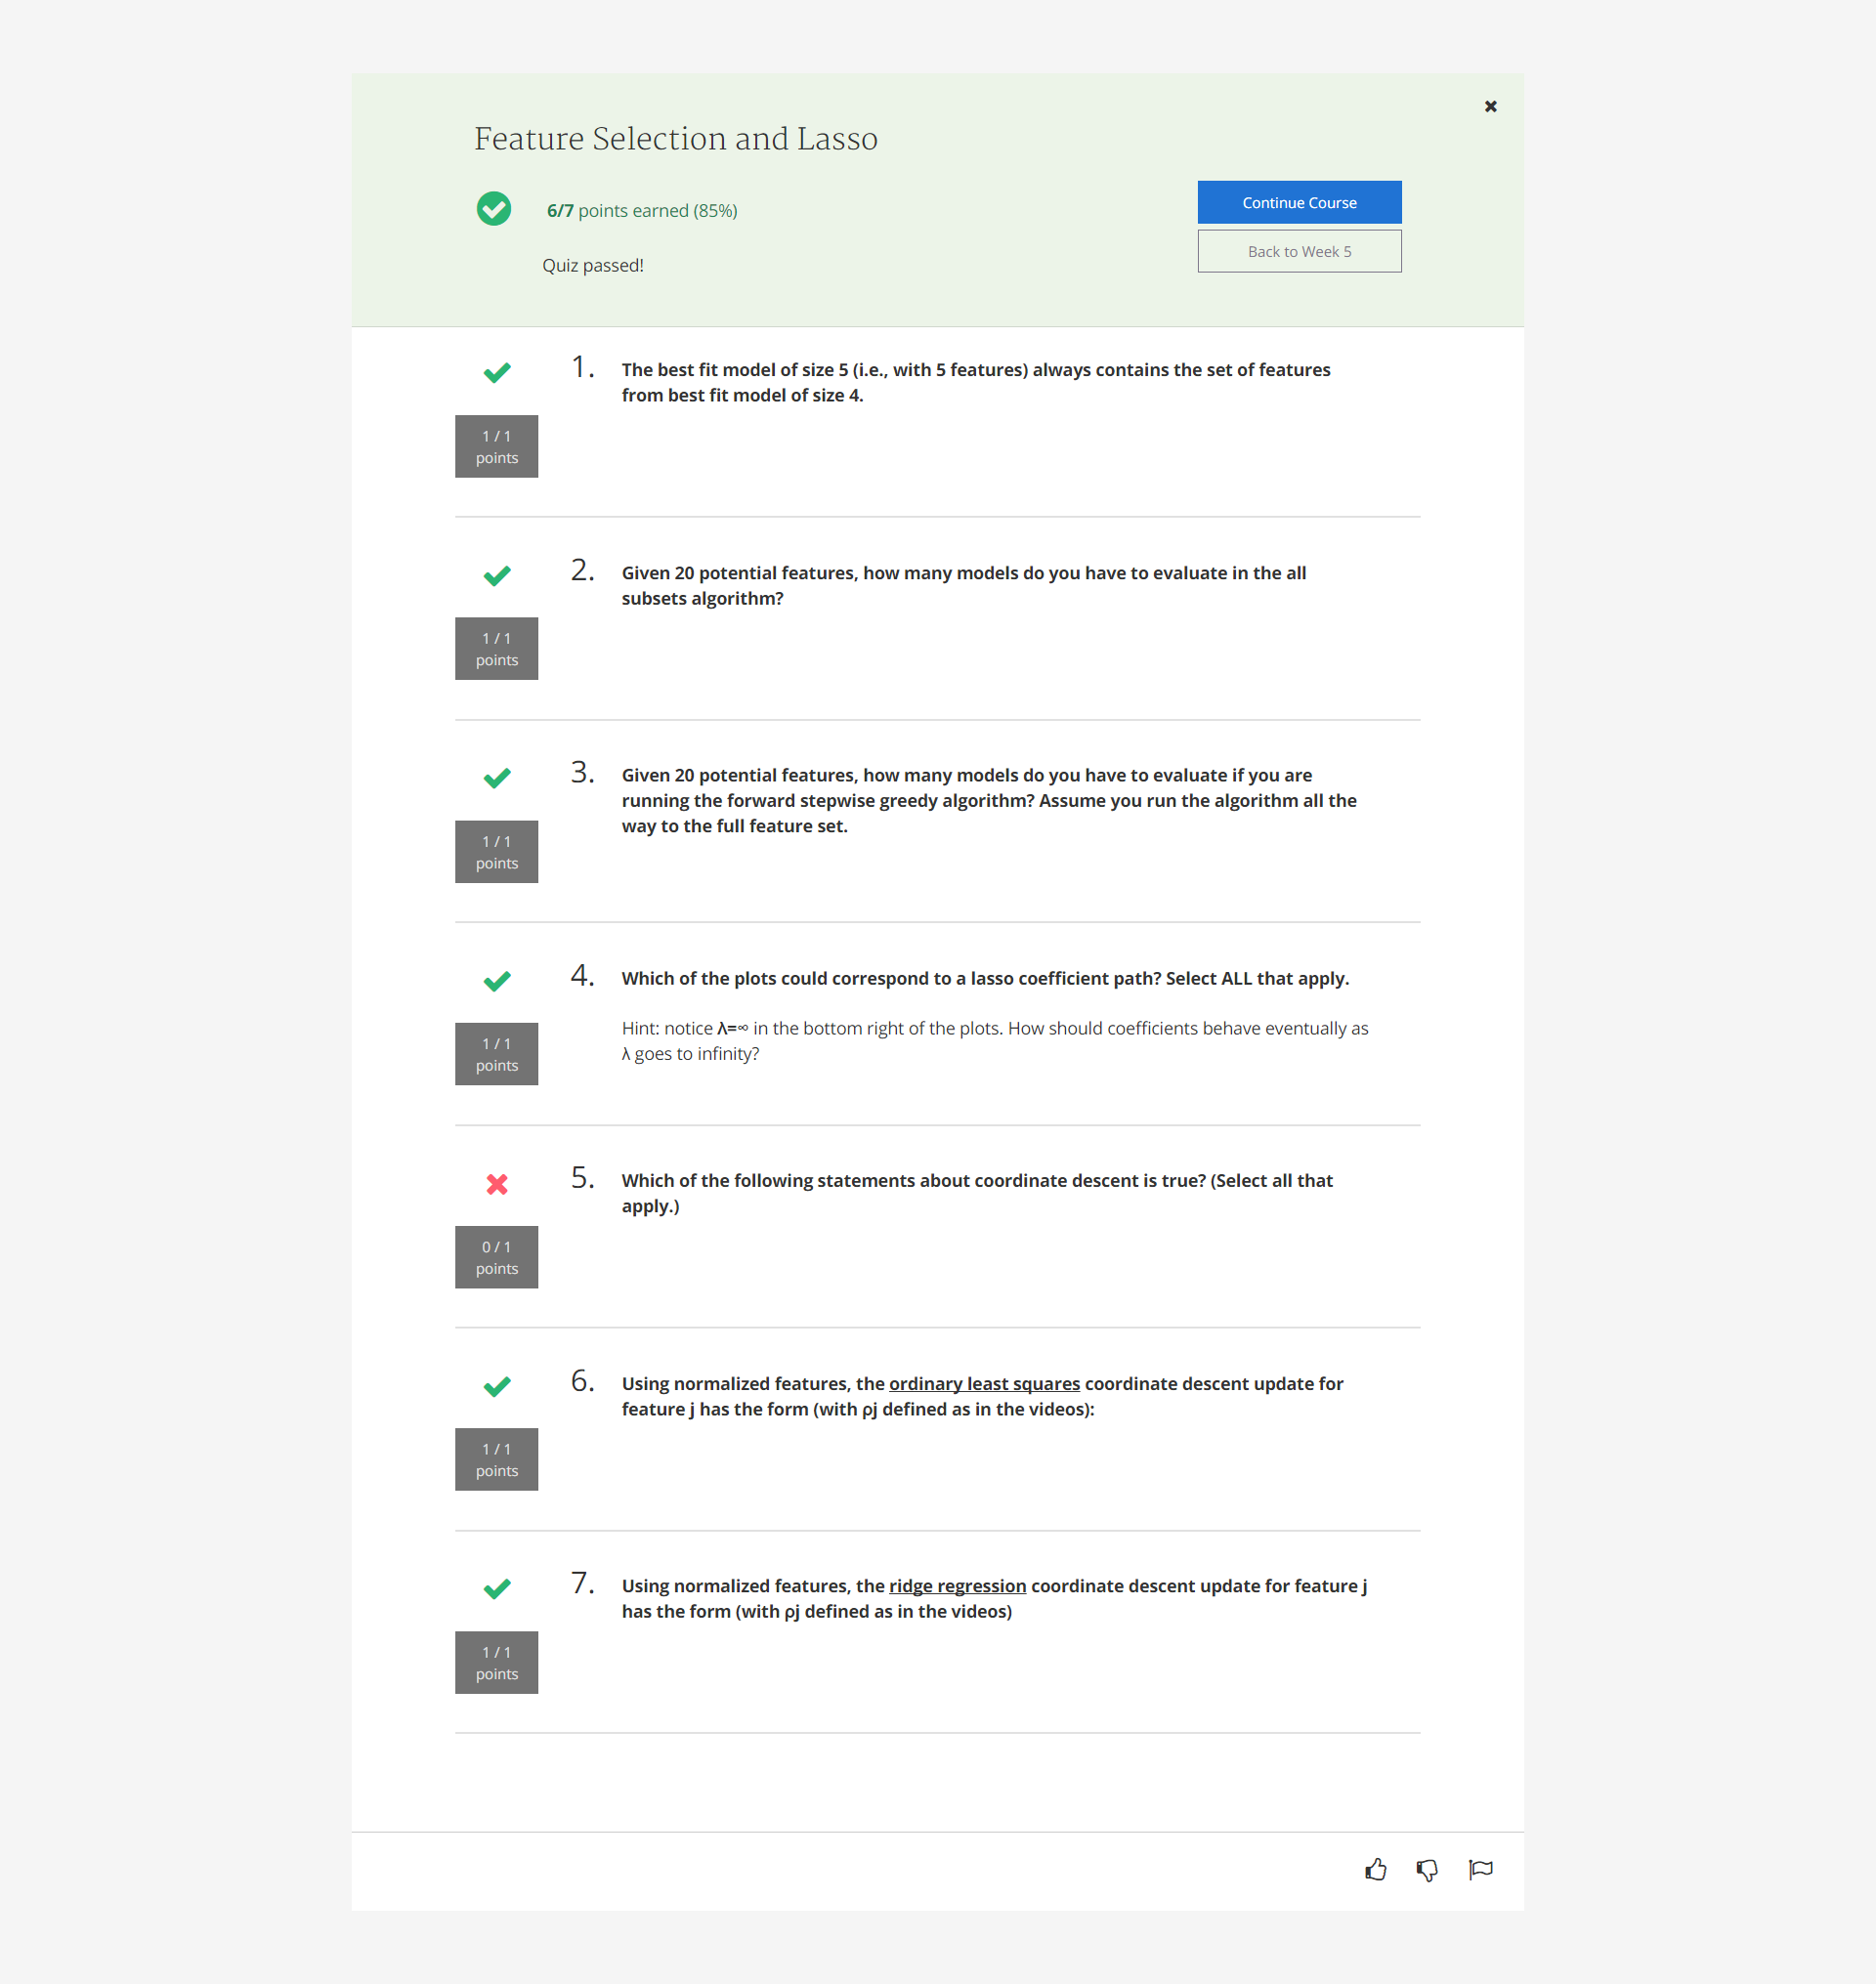 Feature Selection and Lasso
6/7 points earned (85%)
Quiz passed!
Continue Course
Back to Week 5
1.
The best fit model of size 5 (i.e., with 5 features) always contains the set of features
from best fit model of size 4.
1 / 1
points
2.
Given 20 potential features, how many models do you have to evaluate in the all
subsets algorithm?
1 / 1
points
3.
Given 20 potential features, how many models do you have to evaluate if you are
running the forward stepwise greedy algorithm? Assume you run the algorithm all the
way to the full feature set.
1 / 1
points
4.
Which of the plots could correspond to a lasso coefficient path? Select ALL that apply.
Hint: notice λ=∞ in the bottom right of the plots. How should coefficients behave eventually as
λ goes to infinity?
1 / 1
points
5.
Which of the following statements about coordinate descent is true? (Select all that
apply.)
0 / 1
points
6.
Using normalized features, the ordinary least squares coordinate descent update for
feature j has the form (with ρj defined as in the videos):
1 / 1
points
7.
Using normalized features, the ridge regression coordinate descent update for feature j
has the form (with ρj defined as in the videos)
1 / 1
points